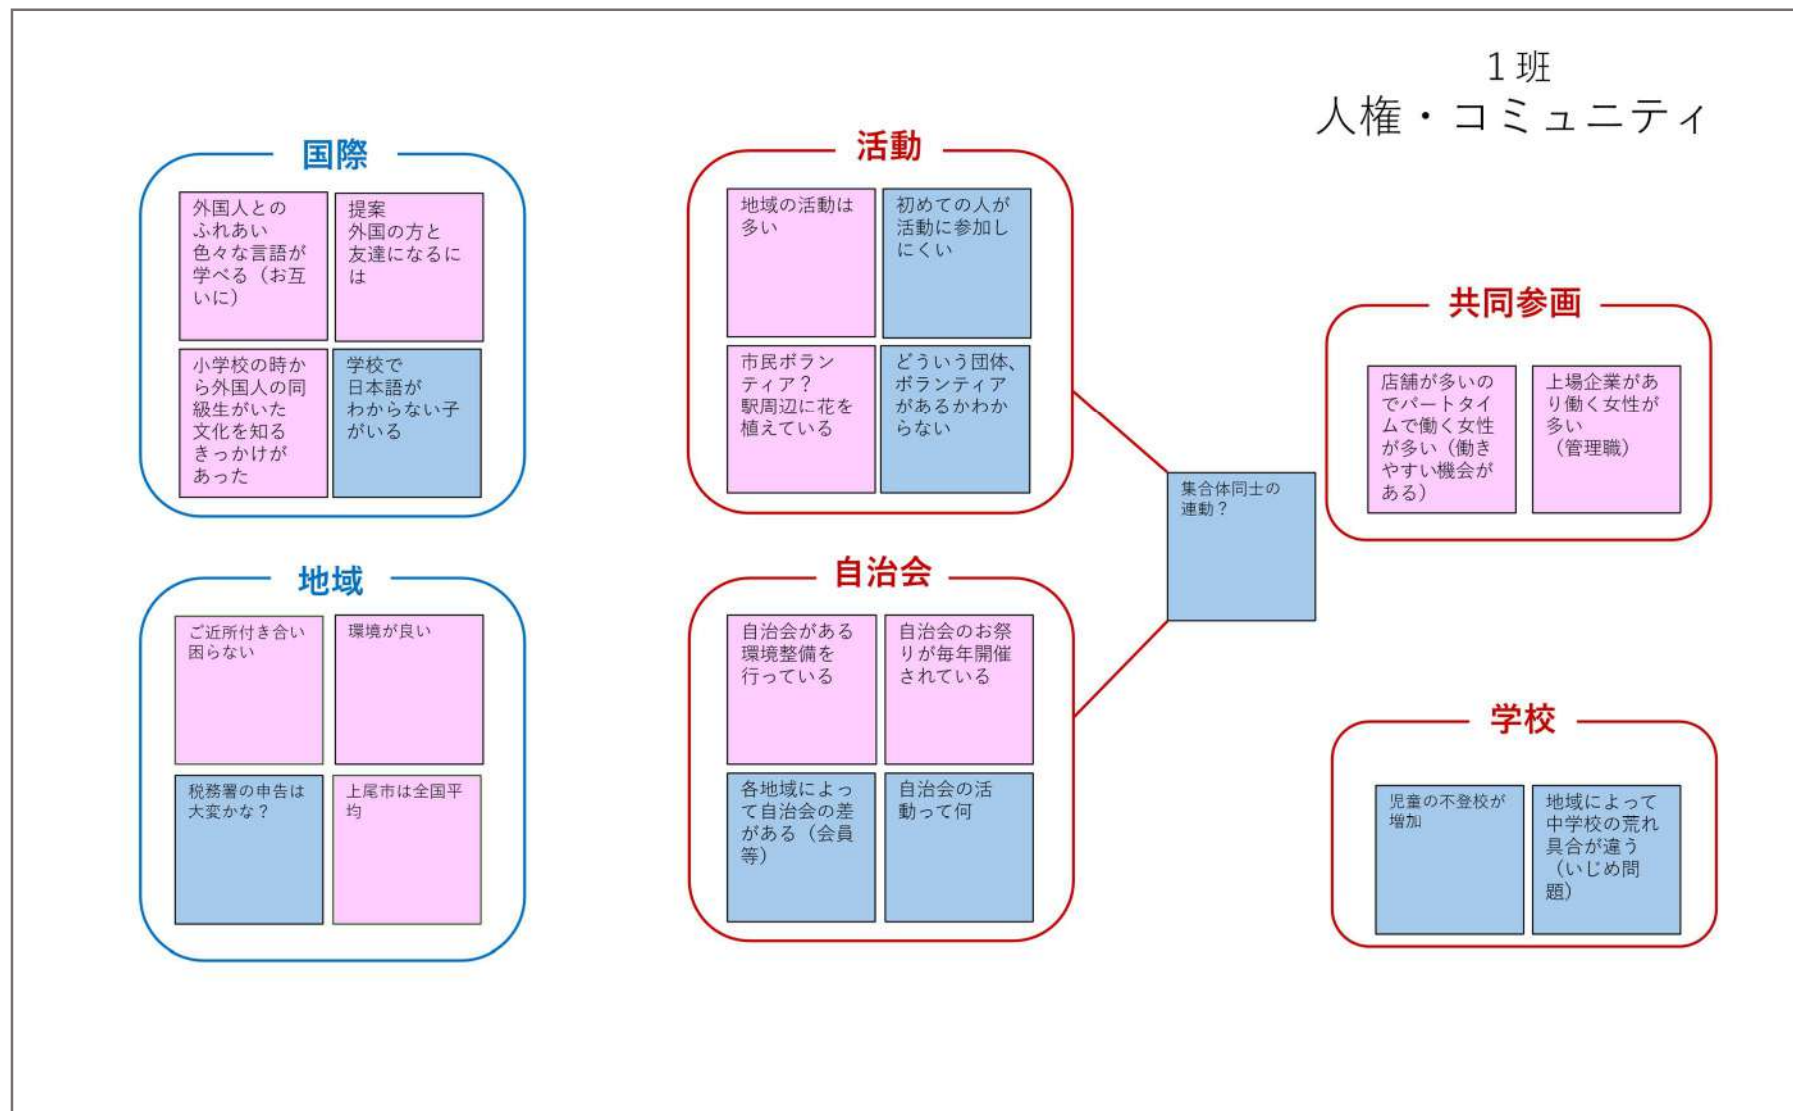 1班
人権・コミュニティ
国際
外国人との
ふれあい
色々な言語が
学べる（お互
いに）
提案
外国の方と
友達になるに
は
小学校の時か
ら外国人の同
級生がいた
文化を知る
きっかけが
あった
学校で
日本語が
わからない子
がいる
活動
地域の活動は
多い
初めての人が
活動に参加し
にくい
市民ボラン
ティア？
駅周辺に花を
植えている
どういう団体、
ボランティア
があるかわか
らない
共同参画
店舗が多いの
でパートタイ
ムで働く女性
が多い（働き
やすい機会が
ある）
上場企業があ
り働く女性が
多い
（管理職）
集合体同士の
連動？
地域
ご近所付き合い
困らない
環境が良い
税務署の申告は
大変かな？
上尾市は全国平
均
自治会
自治会がある
環境整備を
行っている
自治会のお祭
りが毎年開催
されている
各地域によっ
て自治会の差
がある（会員
等）
自治会の活
動って何
学校
児童の不登校が
増加
地域によって
中学校の荒れ
具合が違う
（いじめ問
題）